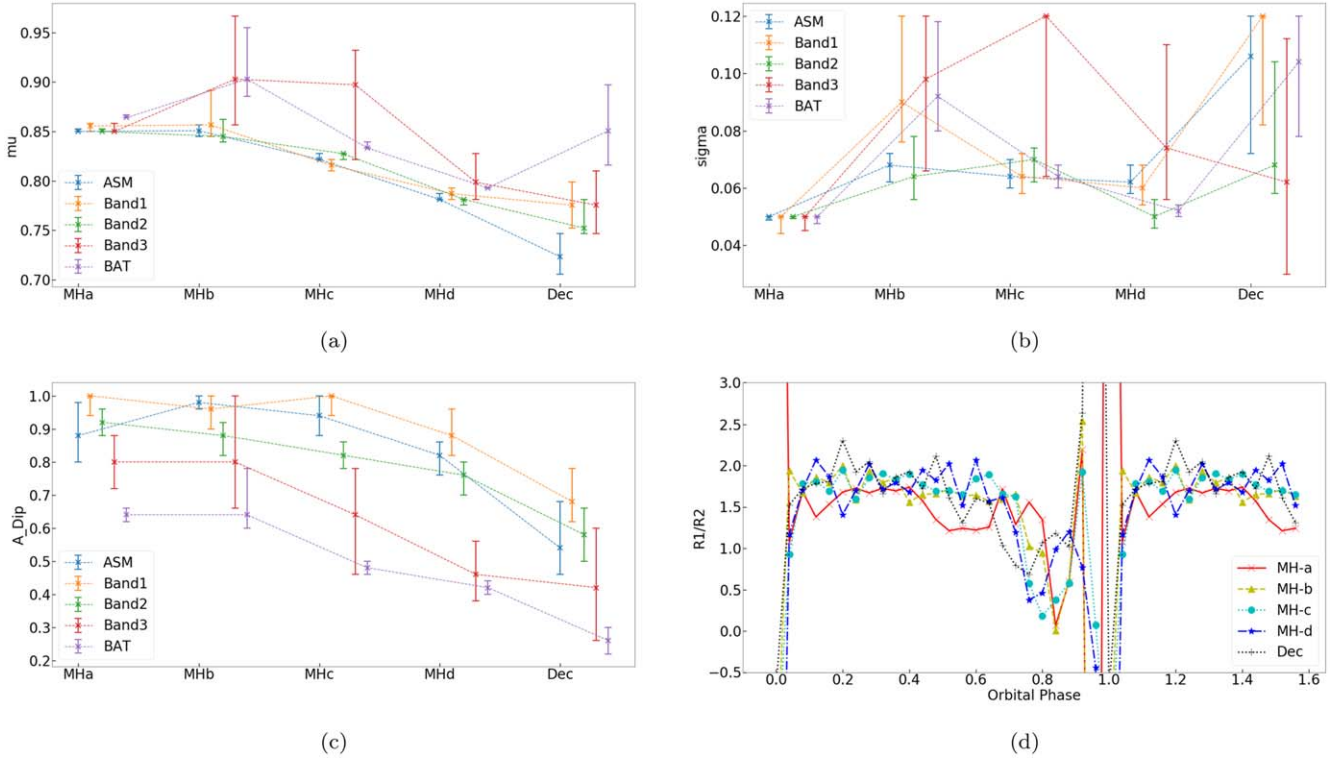 0.95
0.90
0.85
0.80
0.75
0.70
mu
ASM
Band1
Band2
Band3
BAT
MHa MHb MHc MHd Dec
(a)
0.12
0.10
0.08
0.06
0.04
sigma
ASM
Band1
Band2
Band3
BAT
MHa MHb MHc MHd Dec
(b)
1.0
0.9
0.8
0.7
0.6
0.5
0.4
0.3
0.2
A_Dip
ASM
Band1
Band2
Band3
BAT
MHa MHb MHc MHd Dec
(c)
3.0
2.5
2.0
1.5
1.0
0.5
0.0
−0.5
R1/R2
MH-a
MH-b
MH-c
MH-d
Dec
0.0 0.2 0.4 0.6 0.8 1.0 1.2 1.4 1.6
Orbital Phase
(d)